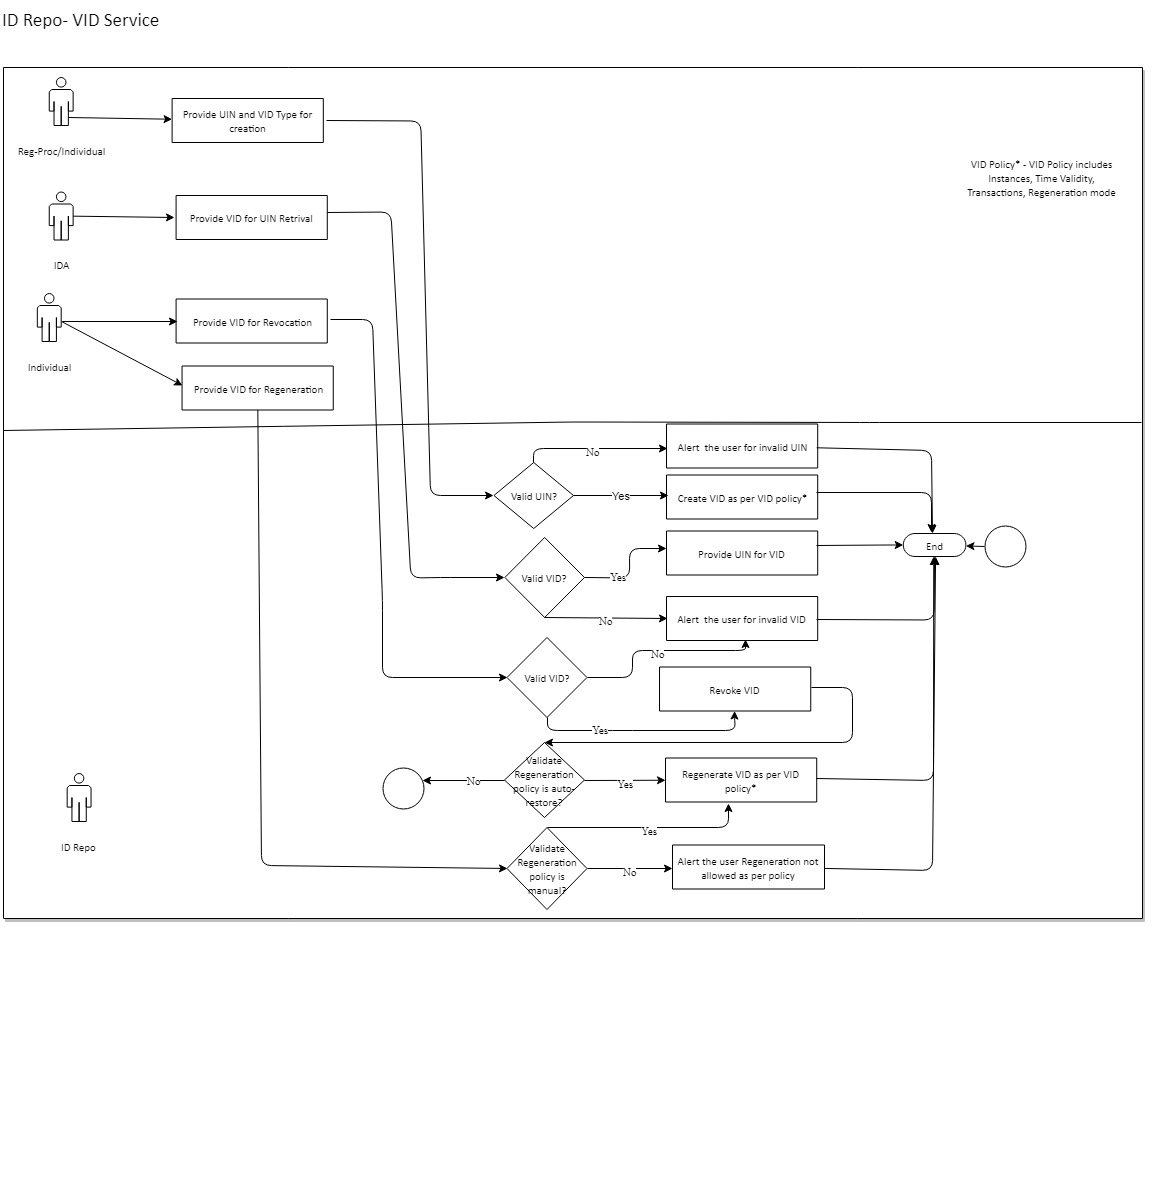 ID Repo- VID Service
Provide UIN and VID Type for
creation
Reg-Proc/Individual
VID Policy* - VID Policy includes
Instances, Time Validity,
Transactions, Regeneration mode
Provide VID for UIN Retrival
IDA
Provide VID for Revocation
Individual
Provide VID for Regeneration
No
Alert the user for invalid UIN
Valid UIN?
Yes
Create VID as per VID policy*
End
Provide UIN for VID
Valid VID?
Yes
No
Alert the user for invalid VID
No
Valid VID?
Revoke VID
Yes
Validate
Regeneration
policy is auto-
restore?
No
Yes
Regenerate VID as per VID
policy*
Yes
ID Repo
Validate
Regeneration
policy is
manual?
No
Alert the user Regeneration not
allowed as per policy